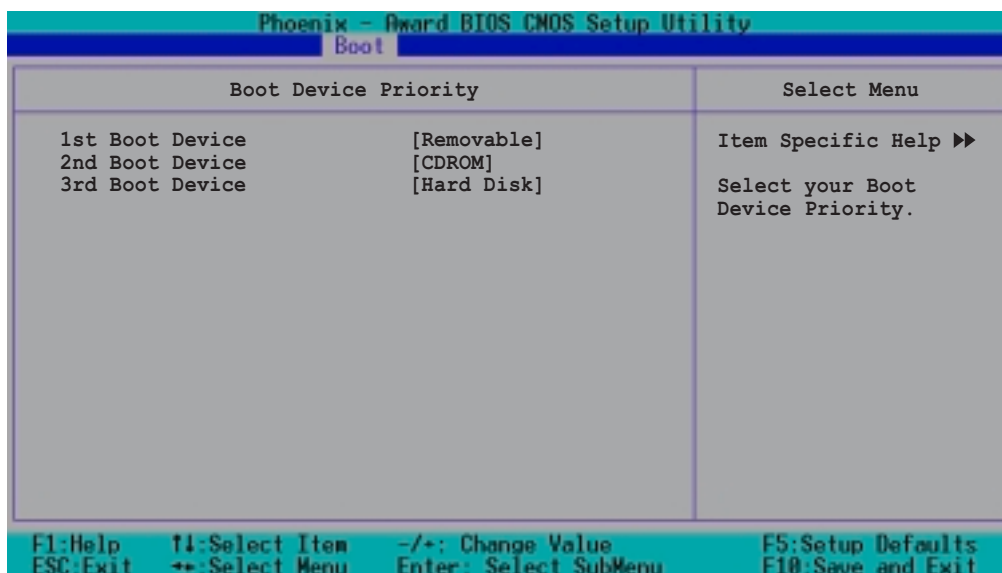 Phoenix - Award BIOS CMOS Setup Utility
Boot
Boot Device Priority
Select Menu
1st Boot Device [Removable]
2nd Boot Device [CDROM]
3rd Boot Device [Hard Disk]
Item Specific Help ▶▶
Select your Boot
Device Priority.
F1:Help ↑↓:Select Item -/+: Change Value F5:Setup Defaults
ESC:Exit ←→:Select Menu Enter: Select SubMenu F10:Save and Exit